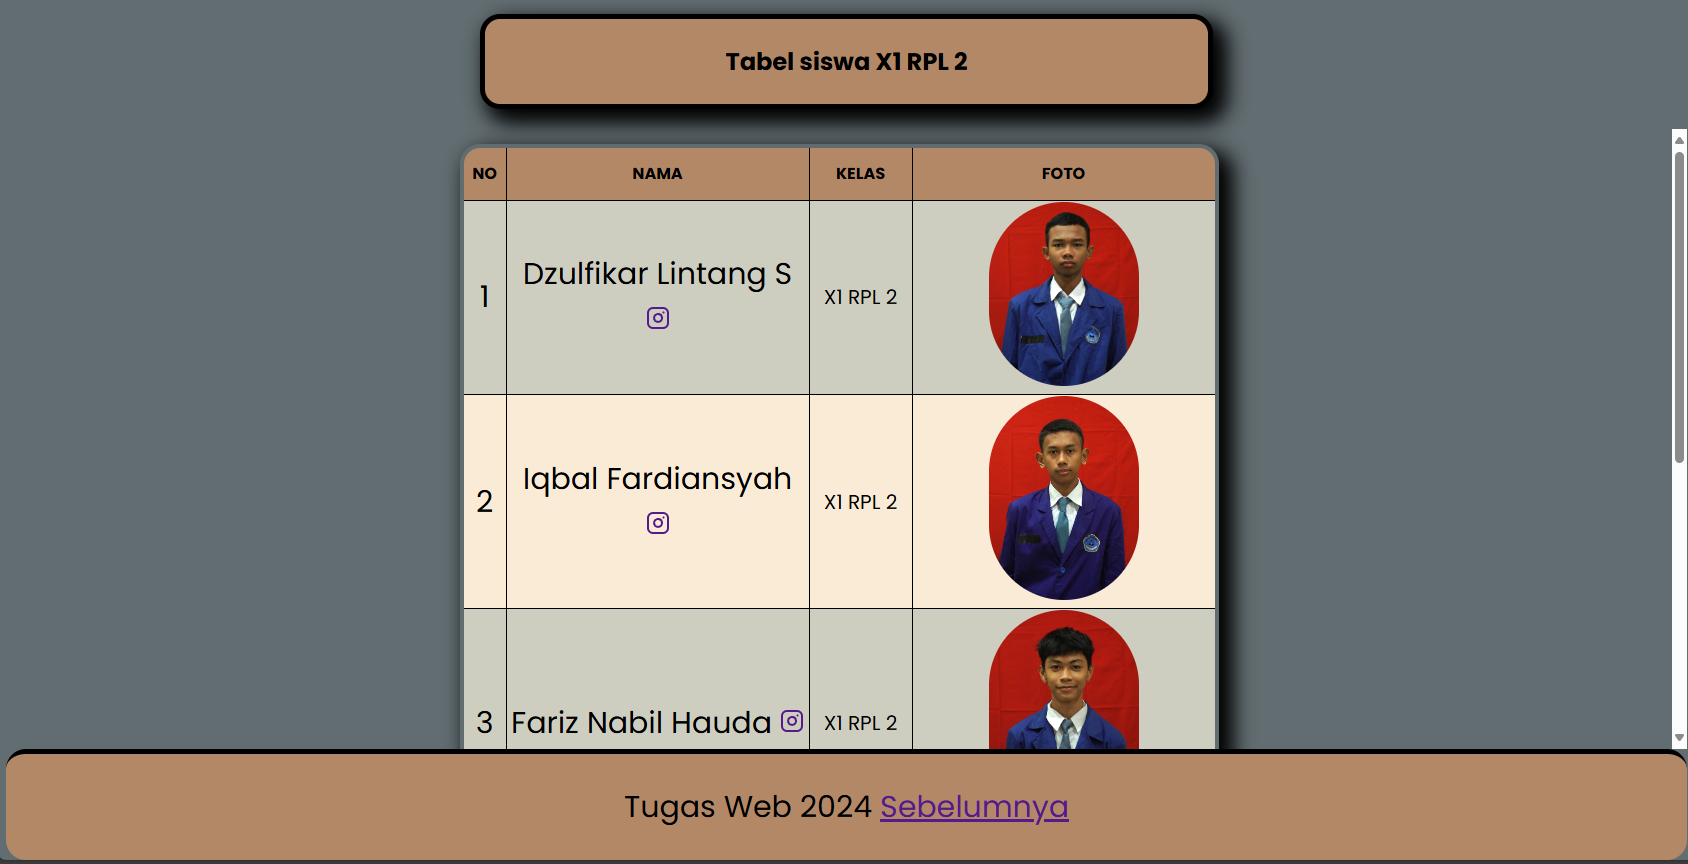 Tabel siswa X1 RPL 2
NO NAMA KELAS FOTO
1 Dzulfikar Lintang S X1 RPL 2
2 Iqbal Fardiansyah X1 RPL 2
3 Fariz Nabil Hauda X1 RPL 2
Tugas Web 2024 Sebelumnya